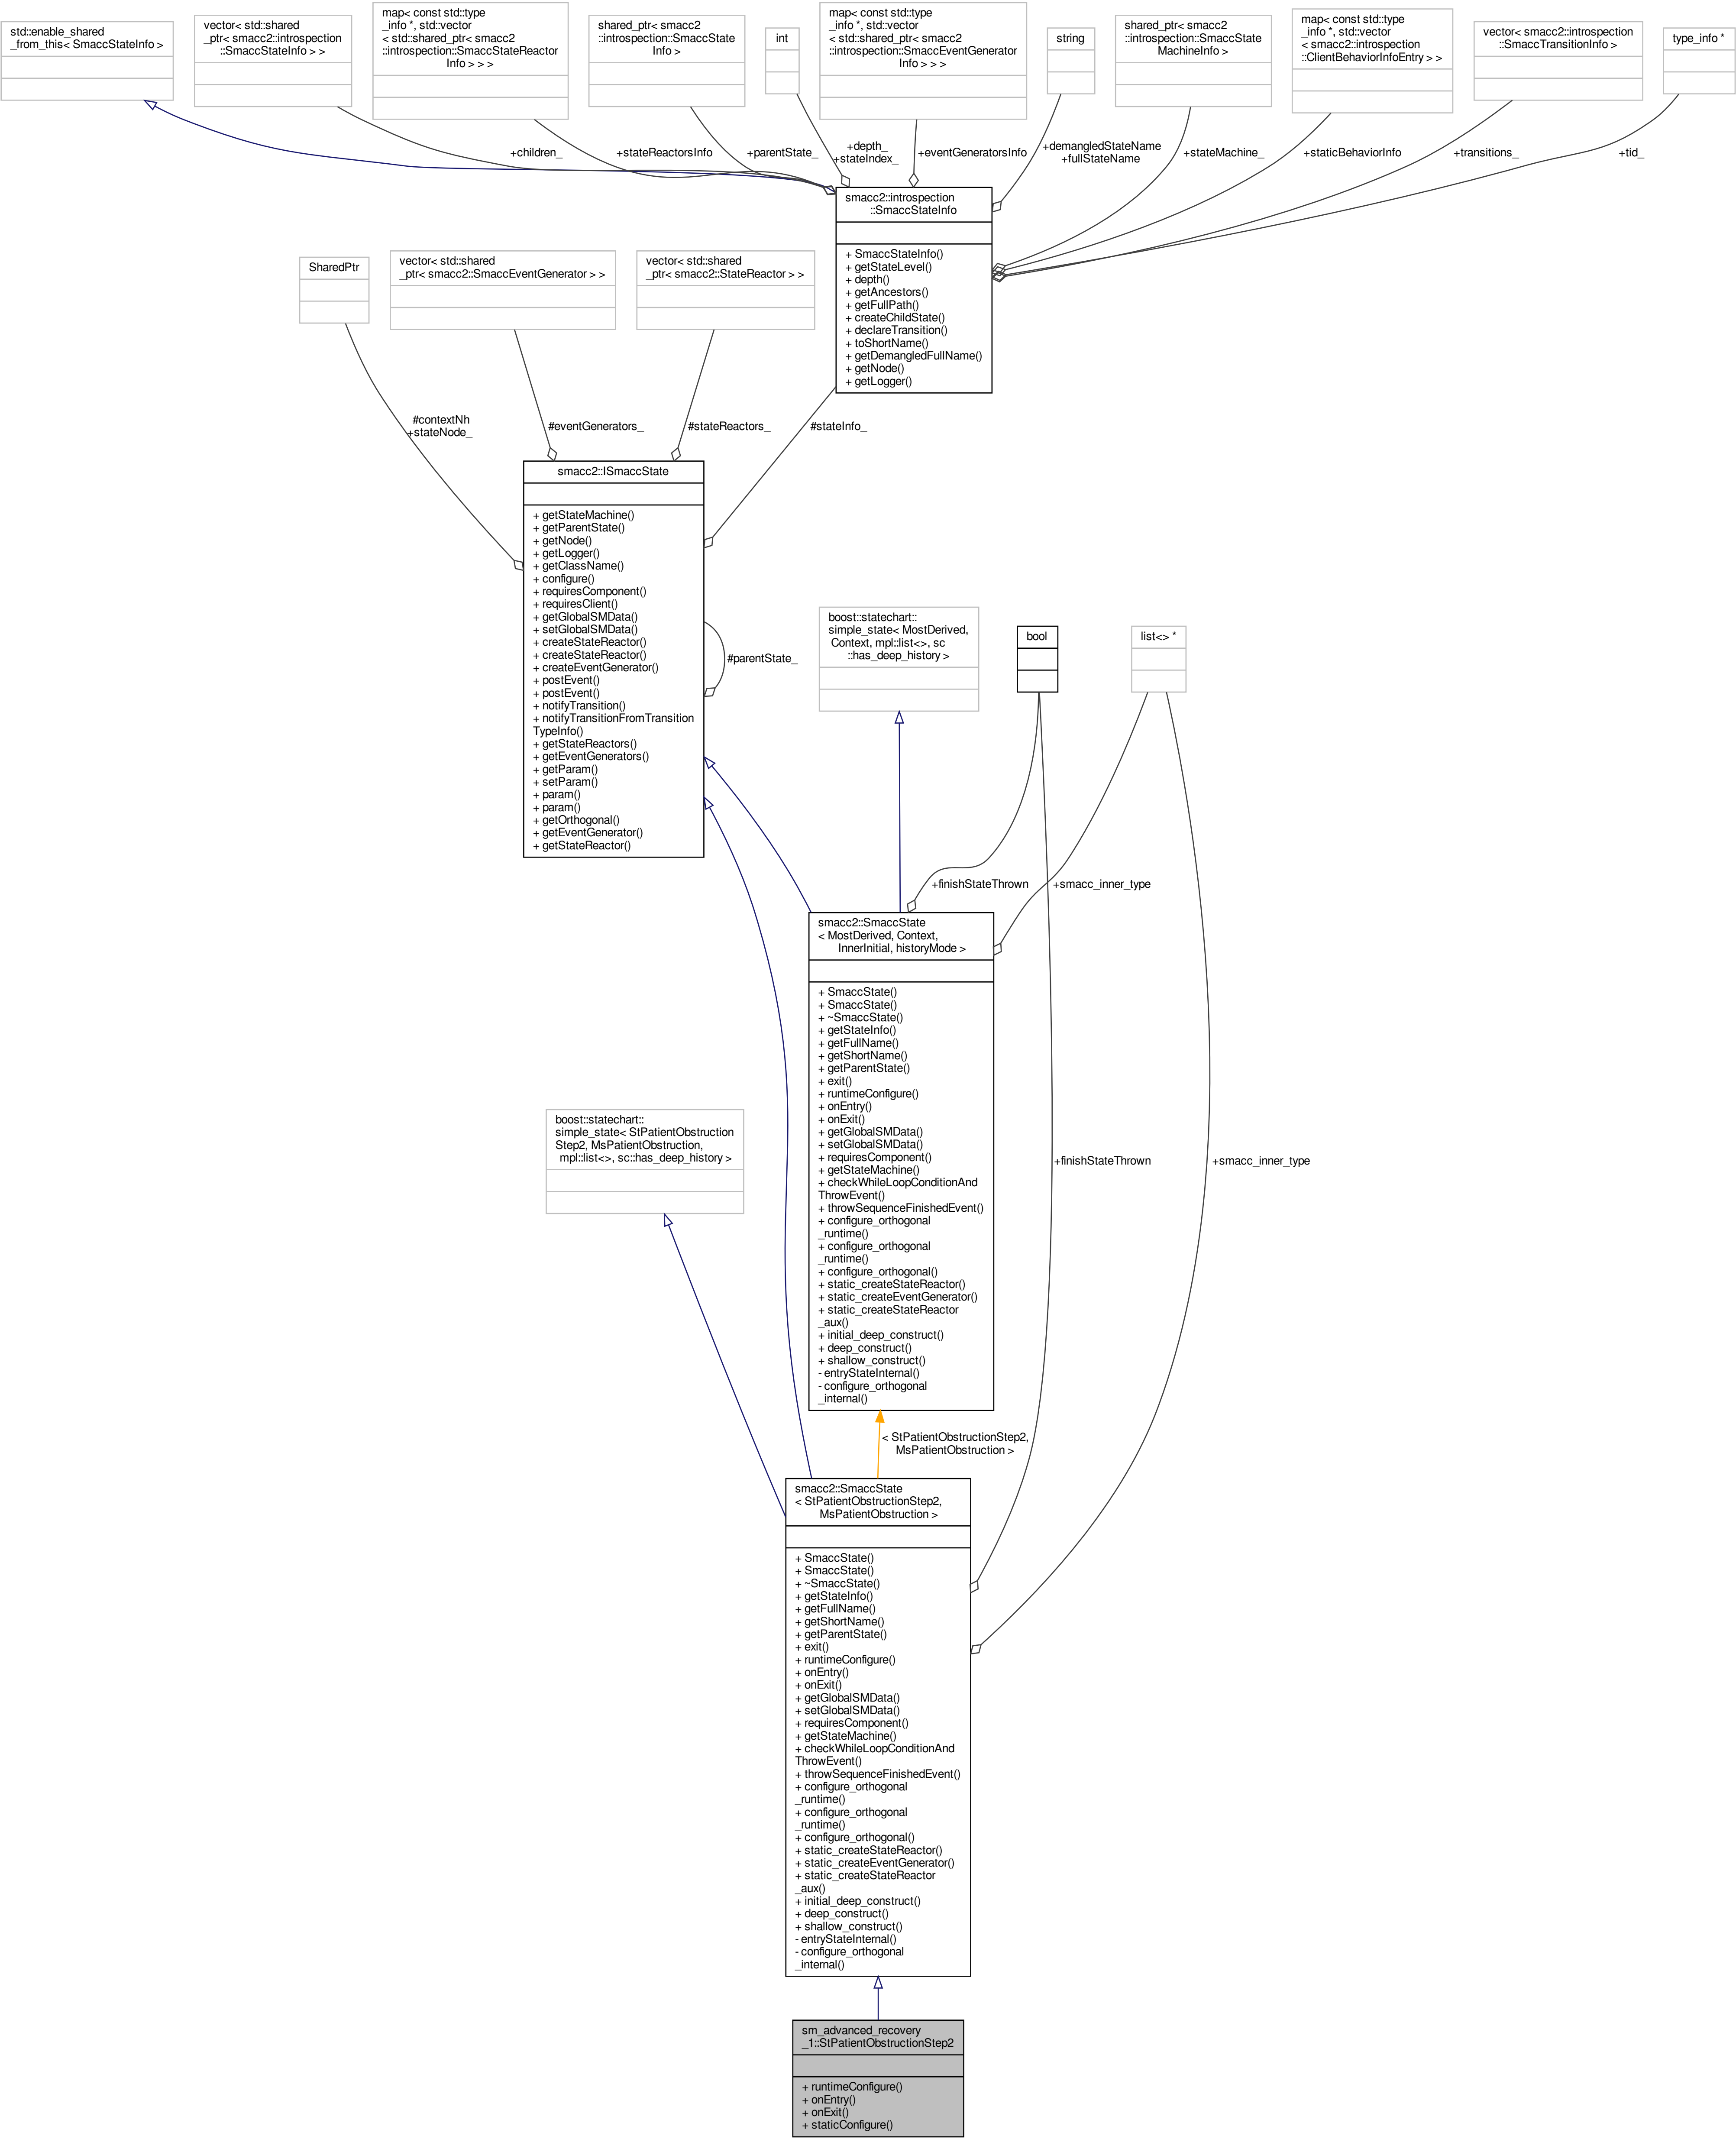 std::enable_shared
_from_this< SmaccStateInfo >
vector< std::shared
_ptr< smacc2::introspection
::SmaccStateInfo > >
map< const std::type
_info *, std::vector
< std::shared_ptr< smacc2
::introspection::SmaccStateReactor
Info > > >
shared_ptr< smacc2
::introspection::SmaccState
Info >
int
map< const std::type
_info *, std::vector
< std::shared_ptr< smacc2
::introspection::SmaccEventGenerator
Info > > >
string
shared_ptr< smacc2
::introspection::SmaccState
MachineInfo >
map< const std::type
_info *, std::vector
< smacc2::introspection
::ClientBehaviorInfoEntry > >
vector< smacc2::introspection
::SmaccTransitionInfo >
type_info *
+children_
+stateReactorsInfo
+parentState_
+depth_
+stateIndex_
+eventGeneratorsInfo
+demangledStateName
+fullStateName
+stateMachine_
+staticBehaviorInfo
+transitions_
+tid_
smacc2::introspection
::SmaccStateInfo
+ SmaccStateInfo()
+ getStateLevel()
+ depth()
+ getAncestors()
+ getFullPath()
+ createChildState()
+ declareTransition()
+ toShortName()
+ getDemangledFullName()
+ getNode()
+ getLogger()
SharedPtr
vector< std::shared
_ptr< smacc2::SmaccEventGenerator > >
vector< std::shared
_ptr< smacc2::StateReactor > >
#contextNh
+stateNode_
#eventGenerators_
#stateReactors_
#stateInfo_
smacc2::ISmaccState
+ getStateMachine()
+ getParentState()
+ getNode()
+ getLogger()
+ getClassName()
+ configure()
+ requiresComponent()
+ requiresClient()
+ getGlobalSMData()
+ setGlobalSMData()
+ createStateReactor()
+ createStateReactor()
+ createEventGenerator()
+ postEvent()
+ postEvent()
+ notifyTransition()
+ notifyTransitionFromTransition
TypeInfo()
+ getStateReactors()
+ getEventGenerators()
+ getParam()
+ setParam()
+ param()
+ param()
+ getOrthogonal()
+ getEventGenerator()
+ getStateReactor()
#parentState_
boost::statechart::
simple_state< MostDerived,
Context, mpl::list<>, sc
::has_deep_history >
bool
list<> *
+finishStateThrown
+smacc_inner_type
smacc2::SmaccState
< MostDerived, Context,
InnerInitial, historyMode >
+ SmaccState()
+ SmaccState()
+ ~SmaccState()
+ getStateInfo()
+ getFullName()
+ getShortName()
+ getParentState()
+ exit()
+ runtimeConfigure()
+ onEntry()
+ onExit()
+ getGlobalSMData()
+ setGlobalSMData()
+ requiresComponent()
+ getStateMachine()
+ checkWhileLoopConditionAnd
ThrowEvent()
+ throwSequenceFinishedEvent()
+ configure_orthogonal
_runtime()
+ configure_orthogonal
_runtime()
+ configure_orthogonal()
+ static_createStateReactor()
+ static_createEventGenerator()
+ static_createStateReactor
_aux()
+ initial_deep_construct()
+ deep_construct()
+ shallow_construct()
- entryStateInternal()
- configure_orthogonal
_internal()
boost::statechart::
simple_state< StPatientObstruction
Step2, MsPatientObstruction,
mpl::list<>, sc::has_deep_history >
+finishStateThrown
+smacc_inner_type
< StPatientObstructionStep2,
MsPatientObstruction >
smacc2::SmaccState
< StPatientObstructionStep2,
MsPatientObstruction >
+ SmaccState()
+ SmaccState()
+ ~SmaccState()
+ getStateInfo()
+ getFullName()
+ getShortName()
+ getParentState()
+ exit()
+ runtimeConfigure()
+ onEntry()
+ onExit()
+ getGlobalSMData()
+ setGlobalSMData()
+ requiresComponent()
+ getStateMachine()
+ checkWhileLoopConditionAnd
ThrowEvent()
+ throwSequenceFinishedEvent()
+ configure_orthogonal
_runtime()
+ configure_orthogonal
_runtime()
+ configure_orthogonal()
+ static_createStateReactor()
+ static_createEventGenerator()
+ static_createStateReactor
_aux()
+ initial_deep_construct()
+ deep_construct()
+ shallow_construct()
- entryStateInternal()
- configure_orthogonal
_internal()
sm_advanced_recovery
_1::StPatientObstructionStep2
+ runtimeConfigure()
+ onEntry()
+ onExit()
+ staticConfigure()